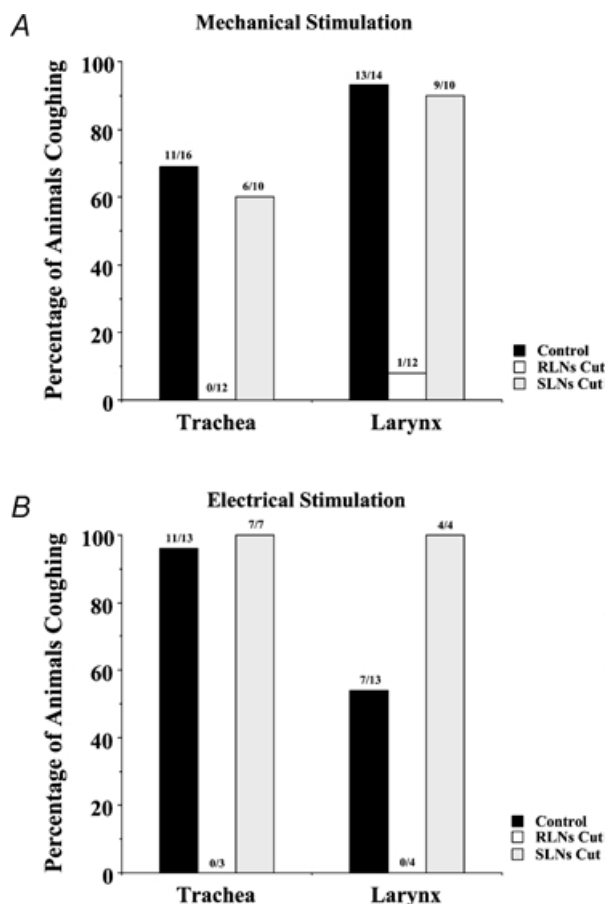 A
Mechanical Stimulation
Percentage of Animals Coughing
100
80
60
40
20
0
11/16
0/12
6/10
13/14
1/12
9/10
Control
RLNs Cut
SLNs Cut
Trachea
Larynx
B
Electrical Stimulation
Percentage of Animals Coughing
100
80
60
40
20
0
11/13
0/3
7/7
7/13
0/4
4/4
Control
RLNs Cut
SLNs Cut
Trachea
Larynx